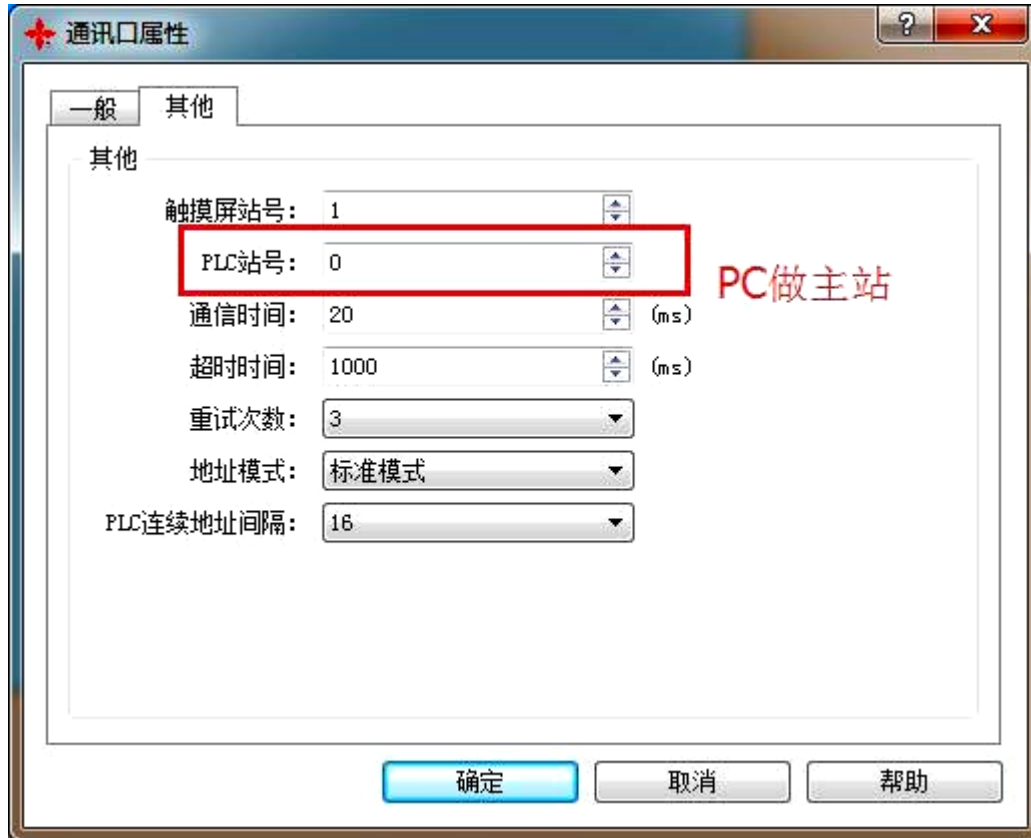 通讯口属性
一般 其他
其他
触摸屏站号: 1
PLC站号: 0
PC做主站
通信时间: 20 (ms)
超时时间: 1000 (ms)
重试次数: 3
地址模式: 标准模式
PLC连续地址间隔: 16
确定 取消 帮助